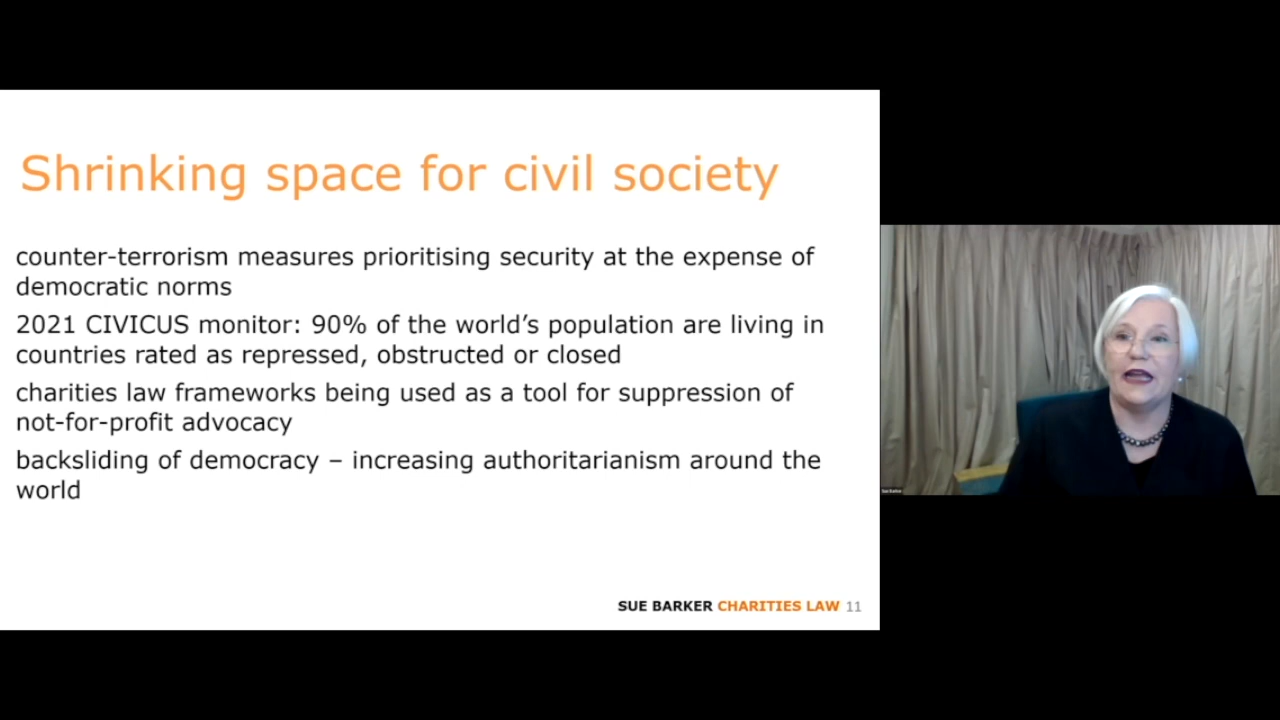 Shrinking space for civil society
counter-terrorism measures prioritising security at the expense of
democratic norms
2021 CIVICUS monitor: 90% of the world’s population are living in
countries rated as repressed, obstructed or closed
charities law frameworks being used as a tool for suppression of
not-for-profit advocacy
backsliding of democracy – increasing authoritarianism around the
world
SUE BARKER CHARITIES LAW 11
Sue Barker